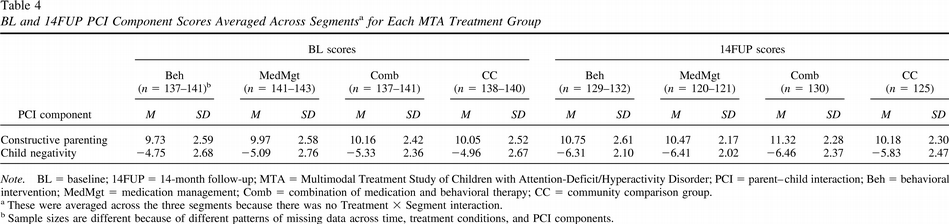 Table 4
BL and 14FUP PCI Component Scores Averaged Across Segmentsª for Each MTA Treatment Group
BL scores 14FUP scores
Beh MedMgt Comb CC Beh MedMgt Comb CC
(n = 137–141)ᵇ (n = 141–143) (n = 137–141) (n = 138–140) (n = 129–132) (n = 120–121) (n = 130) (n = 125)
PCI component M SD M SD M SD M SD M SD M SD M SD M SD
Constructive parenting 9.73 2.59 9.97 2.58 10.16 2.42 10.05 2.52 10.75 2.61 10.47 2.17 11.32 2.28 10.18 2.30
Child negativity −4.75 2.68 −5.09 2.76 −5.33 2.36 −4.96 2.67 −6.31 2.10 −6.41 2.02 −6.46 2.37 −5.83 2.47
Note. BL = baseline; 14FUP = 14-month follow-up; MTA = Multimodal Treatment Study of Children with Attention-Deficit/Hyperactivity Disorder; PCI = parent–child interaction; Beh = behavioral
intervention; MedMgt = medication management; Comb = combination of medication and behavioral therapy; CC = community comparison group.
ª These were averaged across the three segments because there was no Treatment × Segment interaction.
ᵇ Sample sizes are different because of different patterns of missing data across time, treatment conditions, and PCI components.